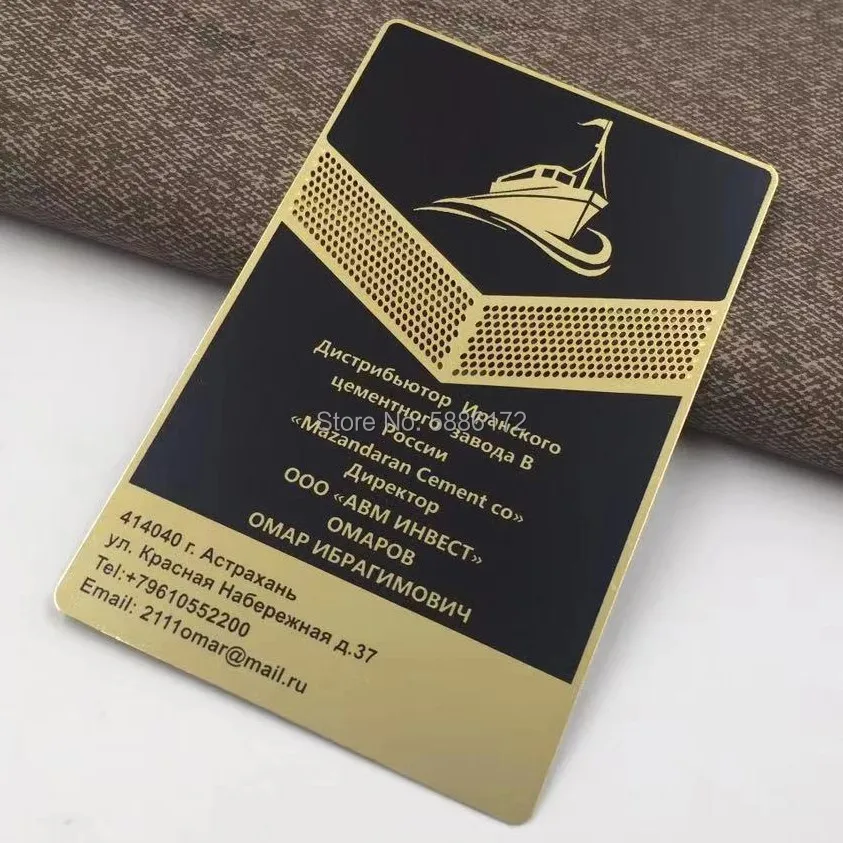 Дистрибьютор Иранского
цементного завода В
России
«Mazandaran Cement co»
Директор
ООО «АВМ ИНВЕСТ»
ОМАРОВ
ОМАР ИБРАГИМОВИЧ
414040 г. Астрахань
ул. Красная Набережная д.37
Tel:+79610552200
Email: 2111omar@mail.ru
Store No: 5886172